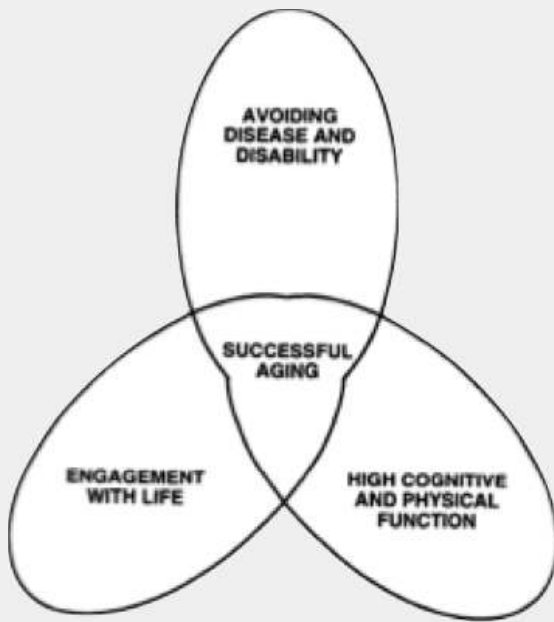 AVOIDING
DISEASE AND
DISABILITY
SUCCESSFUL
AGING
ENGAGEMENT
WITH LIFE
HIGH COGNITIVE
AND PHYSICAL
FUNCTION